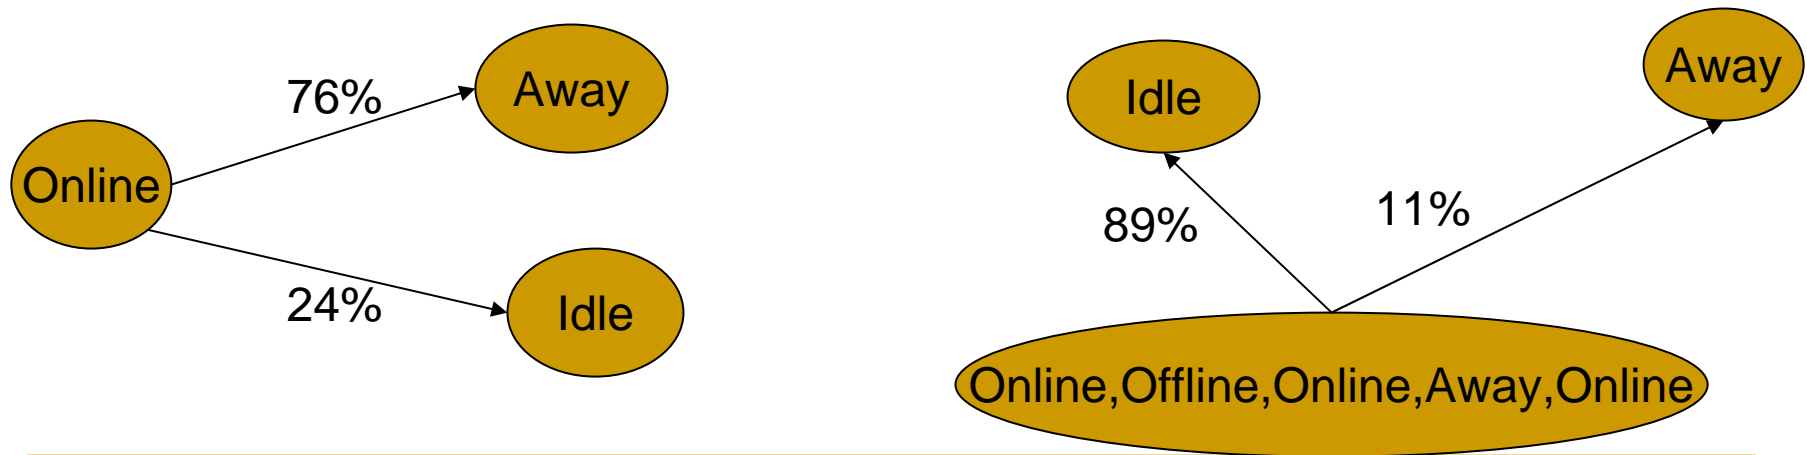 Online
76%
Away
24%
Idle
Idle
Away
89%
11%
Online,Offline,Online,Away,Online